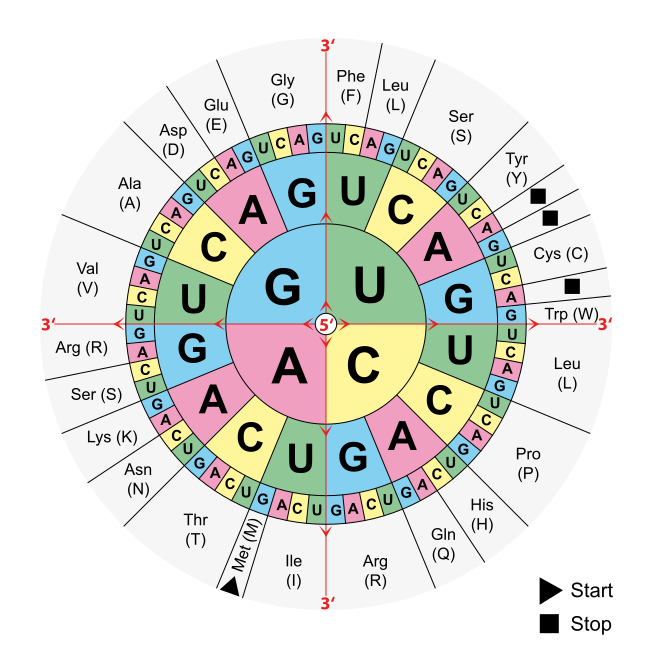 3‘
Phe
(F)
Leu
(L)
Ser
(S)
Tyr
(Y)
Cys (C)
Trp (W)
3‘
Leu
(L)
Pro
(P)
His
(H)
Gln
(Q)
Arg
(R)
3‘
Ile
(I)
Met (M)
Thr
(T)
Asn
(N)
Lys (K)
Ser (S)
Arg (R)
3‘
Val
(V)
Ala
(A)
Asp
(D)
Glu
(E)
Gly
(G)
U C A G U C A G U C A G U C A G
U C A G U C A G U C A G U C A G
U C A G U C A G U C A G U C A G
U C A G U C A G U C A G U C A G
U C A G
U C A G
U C A G
U C A G
G U
5‘
A C
Start
Stop